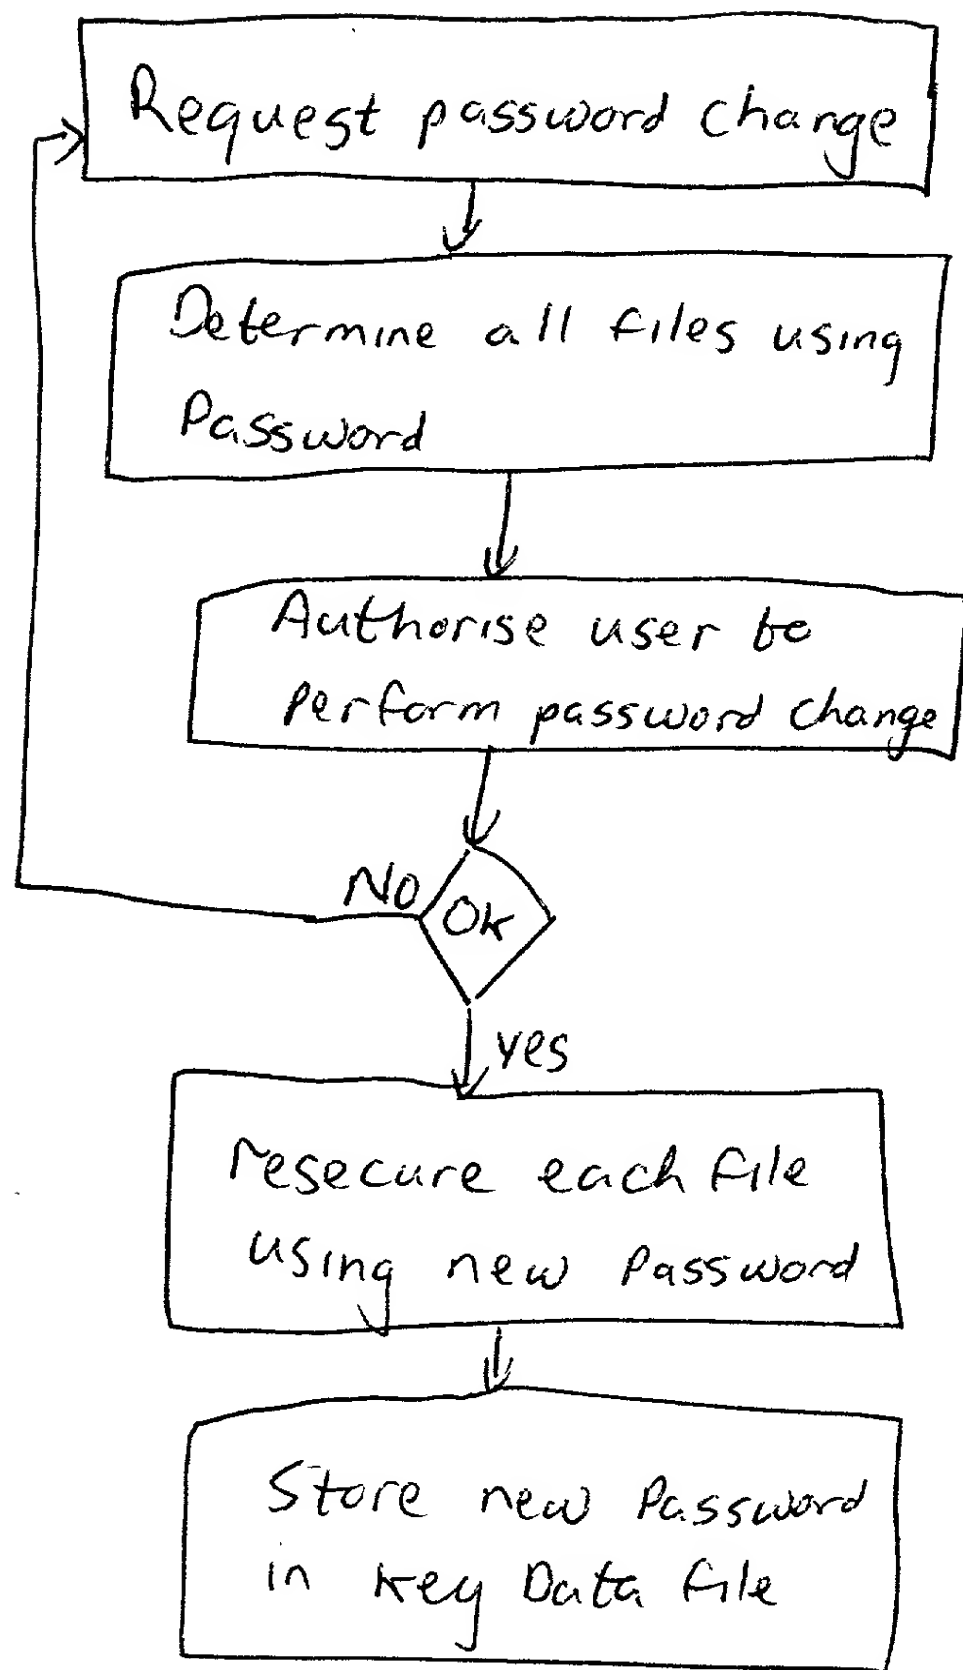 Request password change
Determine all files using
Password
Authorise user to
Perform password change
No
Ok
yes
resecure each file
using new Password
Store new Password
in key Data file